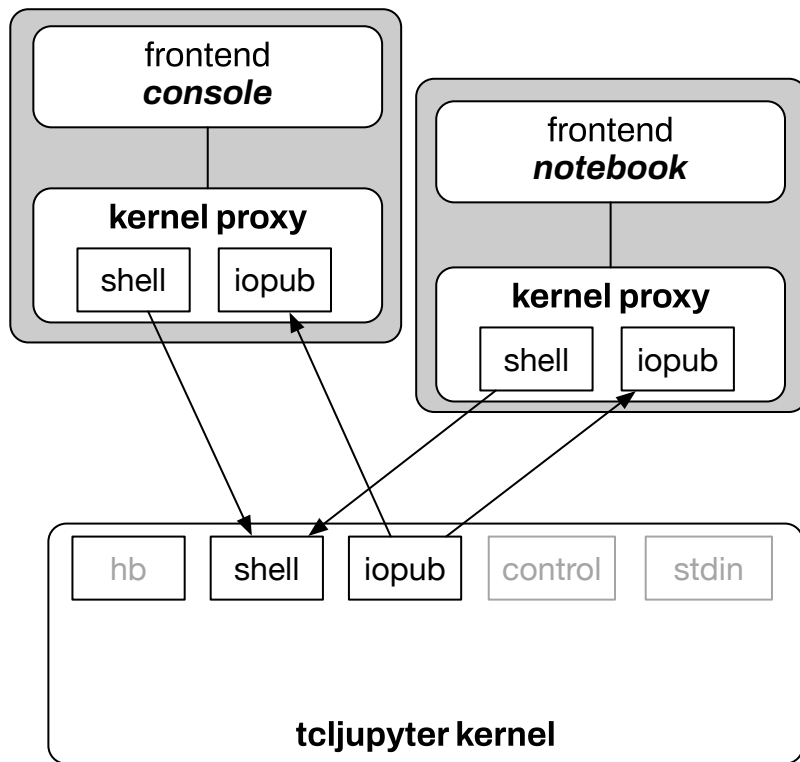 frontend
console
kernel proxy
shell
iopub
frontend
notebook
kernel proxy
shell
iopub
hb
shell
iopub
control
stdin
tcljupyter kernel